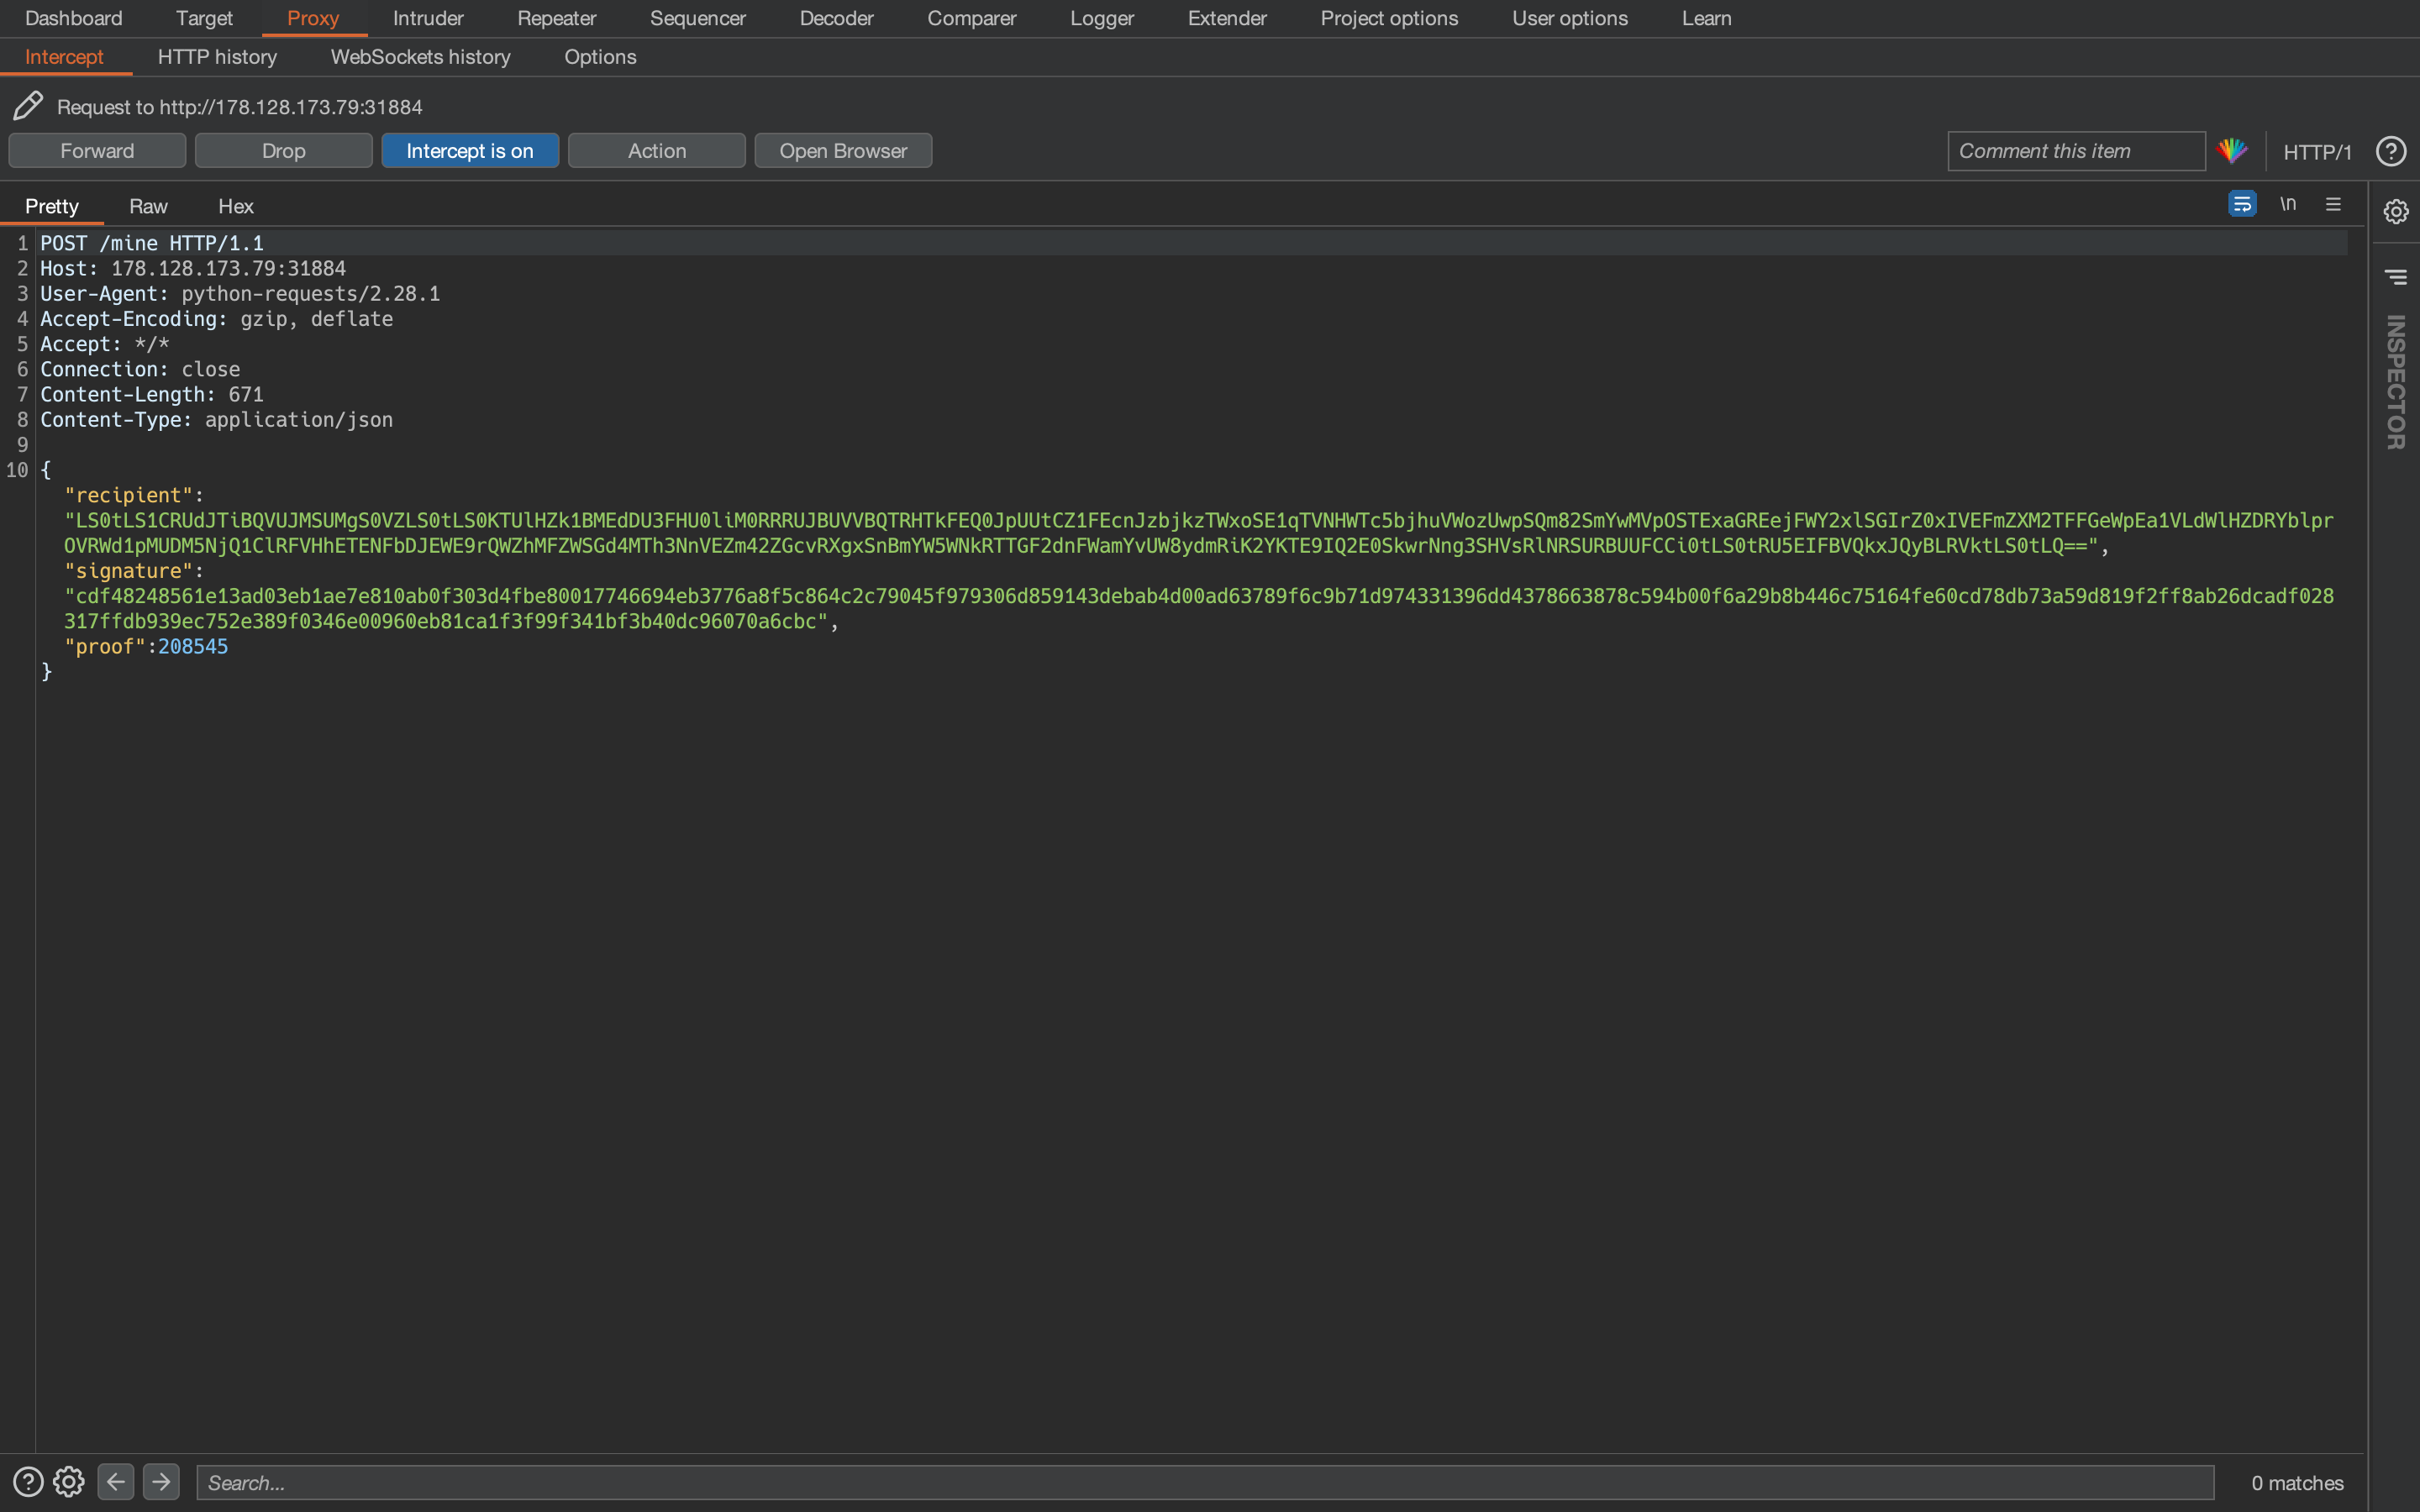 Dashboard Target Proxy Intruder Repeater Sequencer Decoder Comparer Logger Extender Project options User options Learn
Intercept HTTP history WebSockets history Options
Request to http://178.128.173.79:31884
Forward Drop Intercept is on Action Open Browser Comment this item HTTP/1
Pretty Raw Hex \n
1 POST /mine HTTP/1.1
2 Host: 178.128.173.79:31884
3 User-Agent: python-requests/2.28.1
4 Accept-Encoding: gzip, deflate
5 Accept: */*
6 Connection: close
7 Content-Length: 671
8 Content-Type: application/json
9
10 {
"recipient":
"LS0tLS1CRUdJTiBQVUJMSUMgS0VZLS0tLS0KTUlHZk1BMEdDU3FHU0liM0RRRUJBUVVBQTRHTkFEQ0JpUUtCZ1FEcnJzbjkzTWxoSE1qTVNHWTc5bjhuVWozUwpSQm82SmYwMVpOSTExaGREejFWY2xlSGIrZ0xIVEFmZXM2TFFGeWpEa1VLdWlHZDRYblpr
OVRWd1pMUDM5NjQ1ClRFVHhETENFbDJEWE9rQWZhMFZWSGd4MTh3NnVEZm42ZGcvRXgxSnBmYW5WNkRTTGF2dnFWamYvUW8ydmRiK2YKTE9IQ2E0SkwrNng3SHVsRlNRSURBUUFCCi0tLS0tRU5EIFBVQkxJQyBLRVktLS0tLQ==",
"signature":
"cdf48248561e13ad03eb1ae7e810ab0f303d4fbe80017746694eb3776a8f5c864c2c79045f979306d859143debab4d00ad63789f6c9b71d974331396dd4378663878c594b00f6a29b8b446c75164fe60cd78db73a59d819f2ff8ab26dcadf028
317ffdb939ec752e389f0346e00960eb81ca1f3f99f341bf3b40dc96070a6cbc",
"proof":208545
}
INSPECTOR
Search... 0 matches